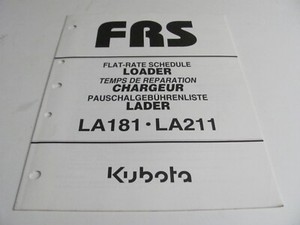 FRS
FLAT-RATE SCHEDULE
LOADER
TEMPS DE REPARATION
CHARGEUR
PAUSCHALGEBÜHRENLISTE
LADER
LA181・LA211
Kubota